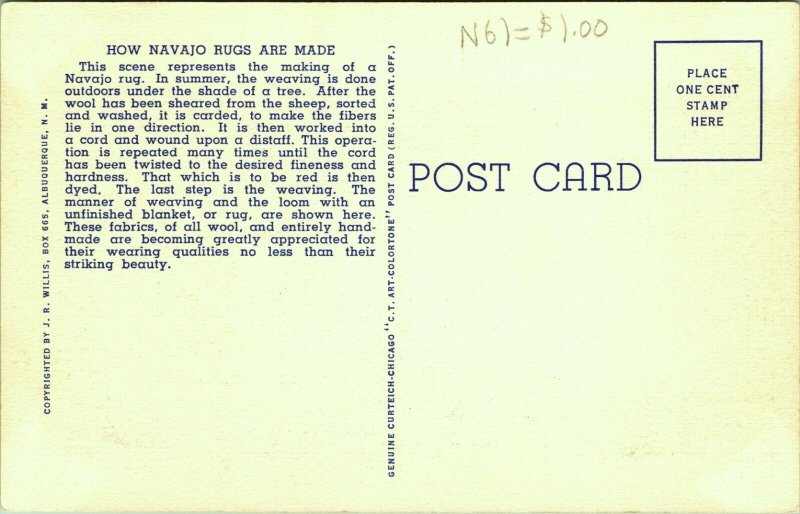 N6)=$1.00
HOW NAVAJO RUGS ARE MADE
This scene represents the making of a
Navajo rug. In summer, the weaving is done
outdoors under the shade of a tree. After the
wool has been sheared from the sheep, sorted
and washed, it is carded, to make the fibers
lie in one direction. It is then worked into
a cord and wound upon a distaff. This opera-
tion is repeated many times until the cord
has been twisted to the desired fineness and
hardness. That which is to be red is then
dyed. The last step is the weaving. The
manner of weaving and the loom with an
unfinished blanket, or rug, are shown here.
These fabrics, of all wool, and entirely hand-
made are becoming greatly appreciated for
their wearing qualities no less than their
striking beauty.
COPYRIGHTED BY J. R. WILLIS, BOX 665, ALBUQUERQUE, N. M.
GENUINE CURTEICH-CHICAGO "C.T. ART-COLORTONE" POST CARD (REG. U.S. PAT. OFF.)
POST CARD
PLACE
ONE CENT
STAMP
HERE